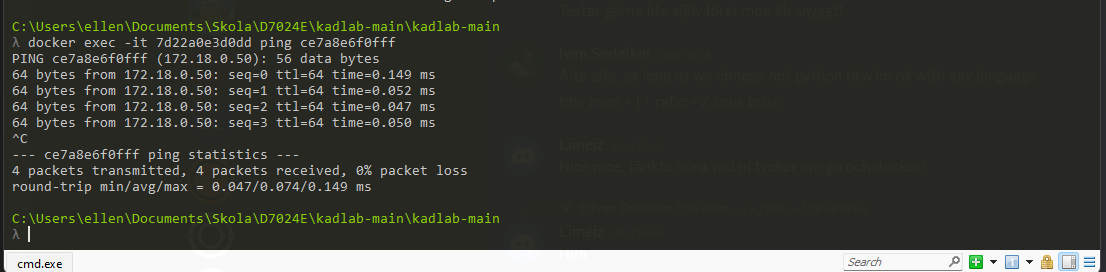 C:\Users\ellen\Documents\Skola\D7024E\kadlab-main\kadlab-main
λ docker exec -it 7d22a0e3d0dd ping ce7a8e6f0fff
PING ce7a8e6f0fff (172.18.0.50): 56 data bytes
64 bytes from 172.18.0.50: seq=0 ttl=64 time=0.149 ms
64 bytes from 172.18.0.50: seq=1 ttl=64 time=0.052 ms
64 bytes from 172.18.0.50: seq=2 ttl=64 time=0.047 ms
64 bytes from 172.18.0.50: seq=3 ttl=64 time=0.050 ms
^C
--- ce7a8e6f0fff ping statistics ---
4 packets transmitted, 4 packets received, 0% packet loss
round-trip min/avg/max = 0.047/0.074/0.149 ms
C:\Users\ellen\Documents\Skola\D7024E\kadlab-main\kadlab-main
λ
Ivan Sedelkin
Limeiz
Limeiz
cmd.exe
Search